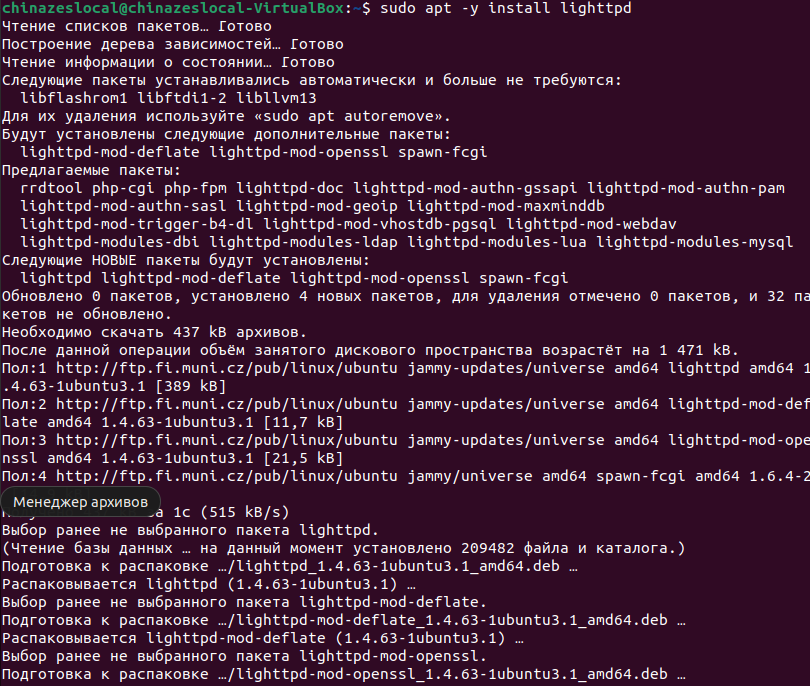 chinazeslocal@chinazeslocal-VirtualBox:~$ sudo apt -y install lighttpd
Чтение списков пакетов… Готово
Построение дерева зависимостей… Готово
Чтение информации о состоянии… Готово
Следующие пакеты устанавливались автоматически и больше не требуются:
  libflashrom1 libftdi1-2 libllvm13
Для их удаления используйте «sudo apt autoremove».
Будут установлены следующие дополнительные пакеты:
  lighttpd-mod-deflate lighttpd-mod-openssl spawn-fcgi
Предлагаемые пакеты:
  rrdtool php-cgi php-fpm lighttpd-doc lighttpd-mod-authn-gssapi lighttpd-mod-authn-pam
  lighttpd-mod-authn-sasl lighttpd-mod-geoip lighttpd-mod-maxminddb
  lighttpd-mod-trigger-b4-dl lighttpd-mod-vhostdb-pgsql lighttpd-mod-webdav
  lighttpd-modules-dbi lighttpd-modules-ldap lighttpd-modules-lua lighttpd-modules-mysql
Следующие НОВЫЕ пакеты будут установлены:
  lighttpd lighttpd-mod-deflate lighttpd-mod-openssl spawn-fcgi
Обновлено 0 пакетов, установлено 4 новых пакетов, для удаления отмечено 0 пакетов, и 32 па
кетов не обновлено.
Необходимо скачать 437 kB архивов.
После данной операции объём занятого дискового пространства возрастёт на 1 471 kB.
Пол:1 http://ftp.fi.muni.cz/pub/linux/ubuntu jammy-updates/universe amd64 lighttpd amd64 1
.4.63-1ubuntu3.1 [389 kB]
Пол:2 http://ftp.fi.muni.cz/pub/linux/ubuntu jammy-updates/universe amd64 lighttpd-mod-def
late amd64 1.4.63-1ubuntu3.1 [11,7 kB]
Пол:3 http://ftp.fi.muni.cz/pub/linux/ubuntu jammy-updates/universe amd64 lighttpd-mod-ope
nssl amd64 1.4.63-1ubuntu3.1 [21,5 kB]
Пол:4 http://ftp.fi.muni.cz/pub/linux/ubuntu jammy/universe amd64 spawn-fcgi amd64 1.6.4-2
Менеджер архивов
за 1с (515 kB/s)
Выбор ранее не выбранного пакета lighttpd.
(Чтение базы данных … на данный момент установлено 209482 файла и каталога.)
Подготовка к распаковке …/lighttpd_1.4.63-1ubuntu3.1_amd64.deb …
Распаковывается lighttpd (1.4.63-1ubuntu3.1) …
Выбор ранее не выбранного пакета lighttpd-mod-deflate.
Подготовка к распаковке …/lighttpd-mod-deflate_1.4.63-1ubuntu3.1_amd64.deb …
Распаковывается lighttpd-mod-deflate (1.4.63-1ubuntu3.1) …
Выбор ранее не выбранного пакета lighttpd-mod-openssl.
Подготовка к распаковке …/lighttpd-mod-openssl_1.4.63-1ubuntu3.1_amd64.deb …